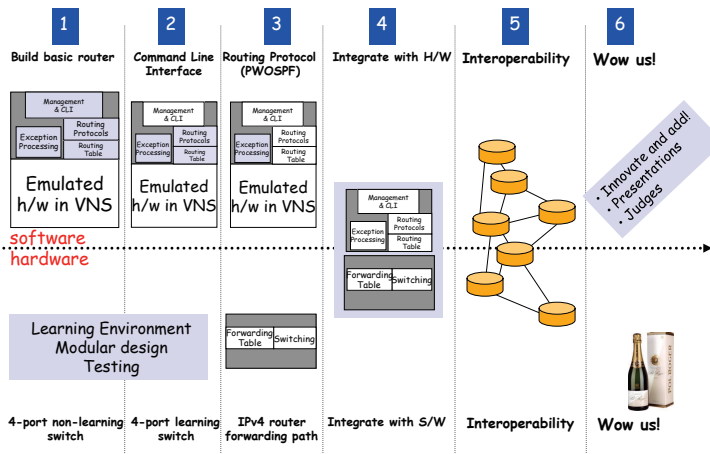 1
2
3
4
5
6
Build basic router
Command Line
Interface
Routing Protocol
(PWOSPF)
Integrate with H/W
Interoperability
Wow us!
Management
& CLI
Exception
Processing
Routing
Protocols
Routing
Table
Emulated
h/w in VNS
Management
& CLI
Exception
Processing
Routing
Protocols
Routing
Table
Emulated
h/w in VNS
Management
& CLI
Exception
Processing
Routing
Protocols
Routing
Table
Emulated
h/w in VNS
Management
& CLI
Exception
Processing
Routing
Protocols
Routing
Table
Forwarding
Table
Switching
• Innovate and add!
• Presentations
• Judges
software
hardware
Learning Environment
Modular design
Testing
Forwarding
Table
Switching
POL ROGER
4-port non-learning
switch
4-port learning
switch
IPv4 router
forwarding path
Integrate with S/W
Interoperability
Wow us!